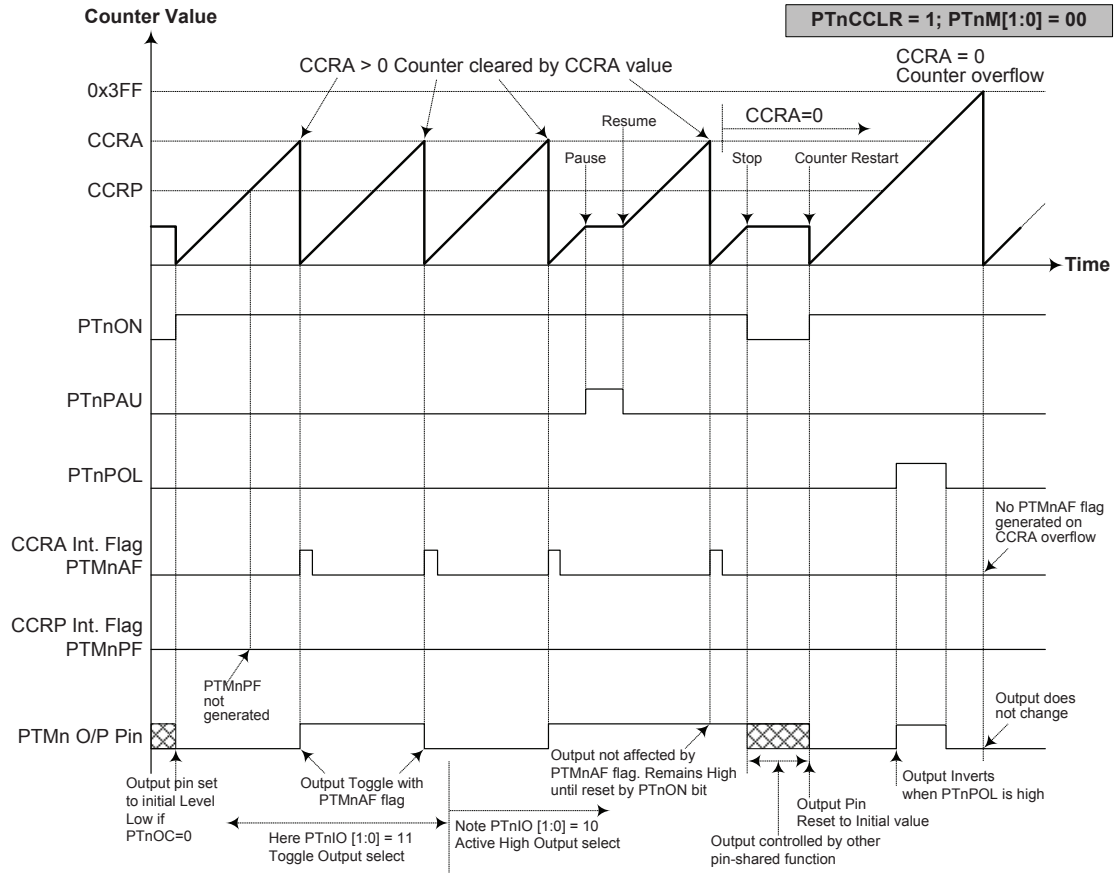 Counter Value
PTnCCLR = 1; PTnM[1:0] = 00
CCRA > 0 Counter cleared by CCRA value
CCRA = 0
Counter overflow
0x3FF
CCRA
CCRP
Resume
CCRA=0
Pause
Stop
Counter Restart
Time
PTnON
PTnPAU
PTnPOL
No PTMnAF flag
generated on
CCRA overflow
CCRA Int. Flag
PTMnAF
CCRP Int. Flag
PTMnPF
PTMnPF
not
generated
Output does
not change
PTMn O/P Pin
Output pin set
to initial Level
Low if
PTnOC=0
Output Toggle with
PTMnAF flag
Output not affected by
PTMnAF flag. Remains High
until reset by PTnON bit
Output Inverts
when PTnPOL is high
Output Pin
Reset to Initial value
Here PTnIO [1:0] = 11
Toggle Output select
Note PTnIO [1:0] = 10
Active High Output select
Output controlled by other
pin-shared function